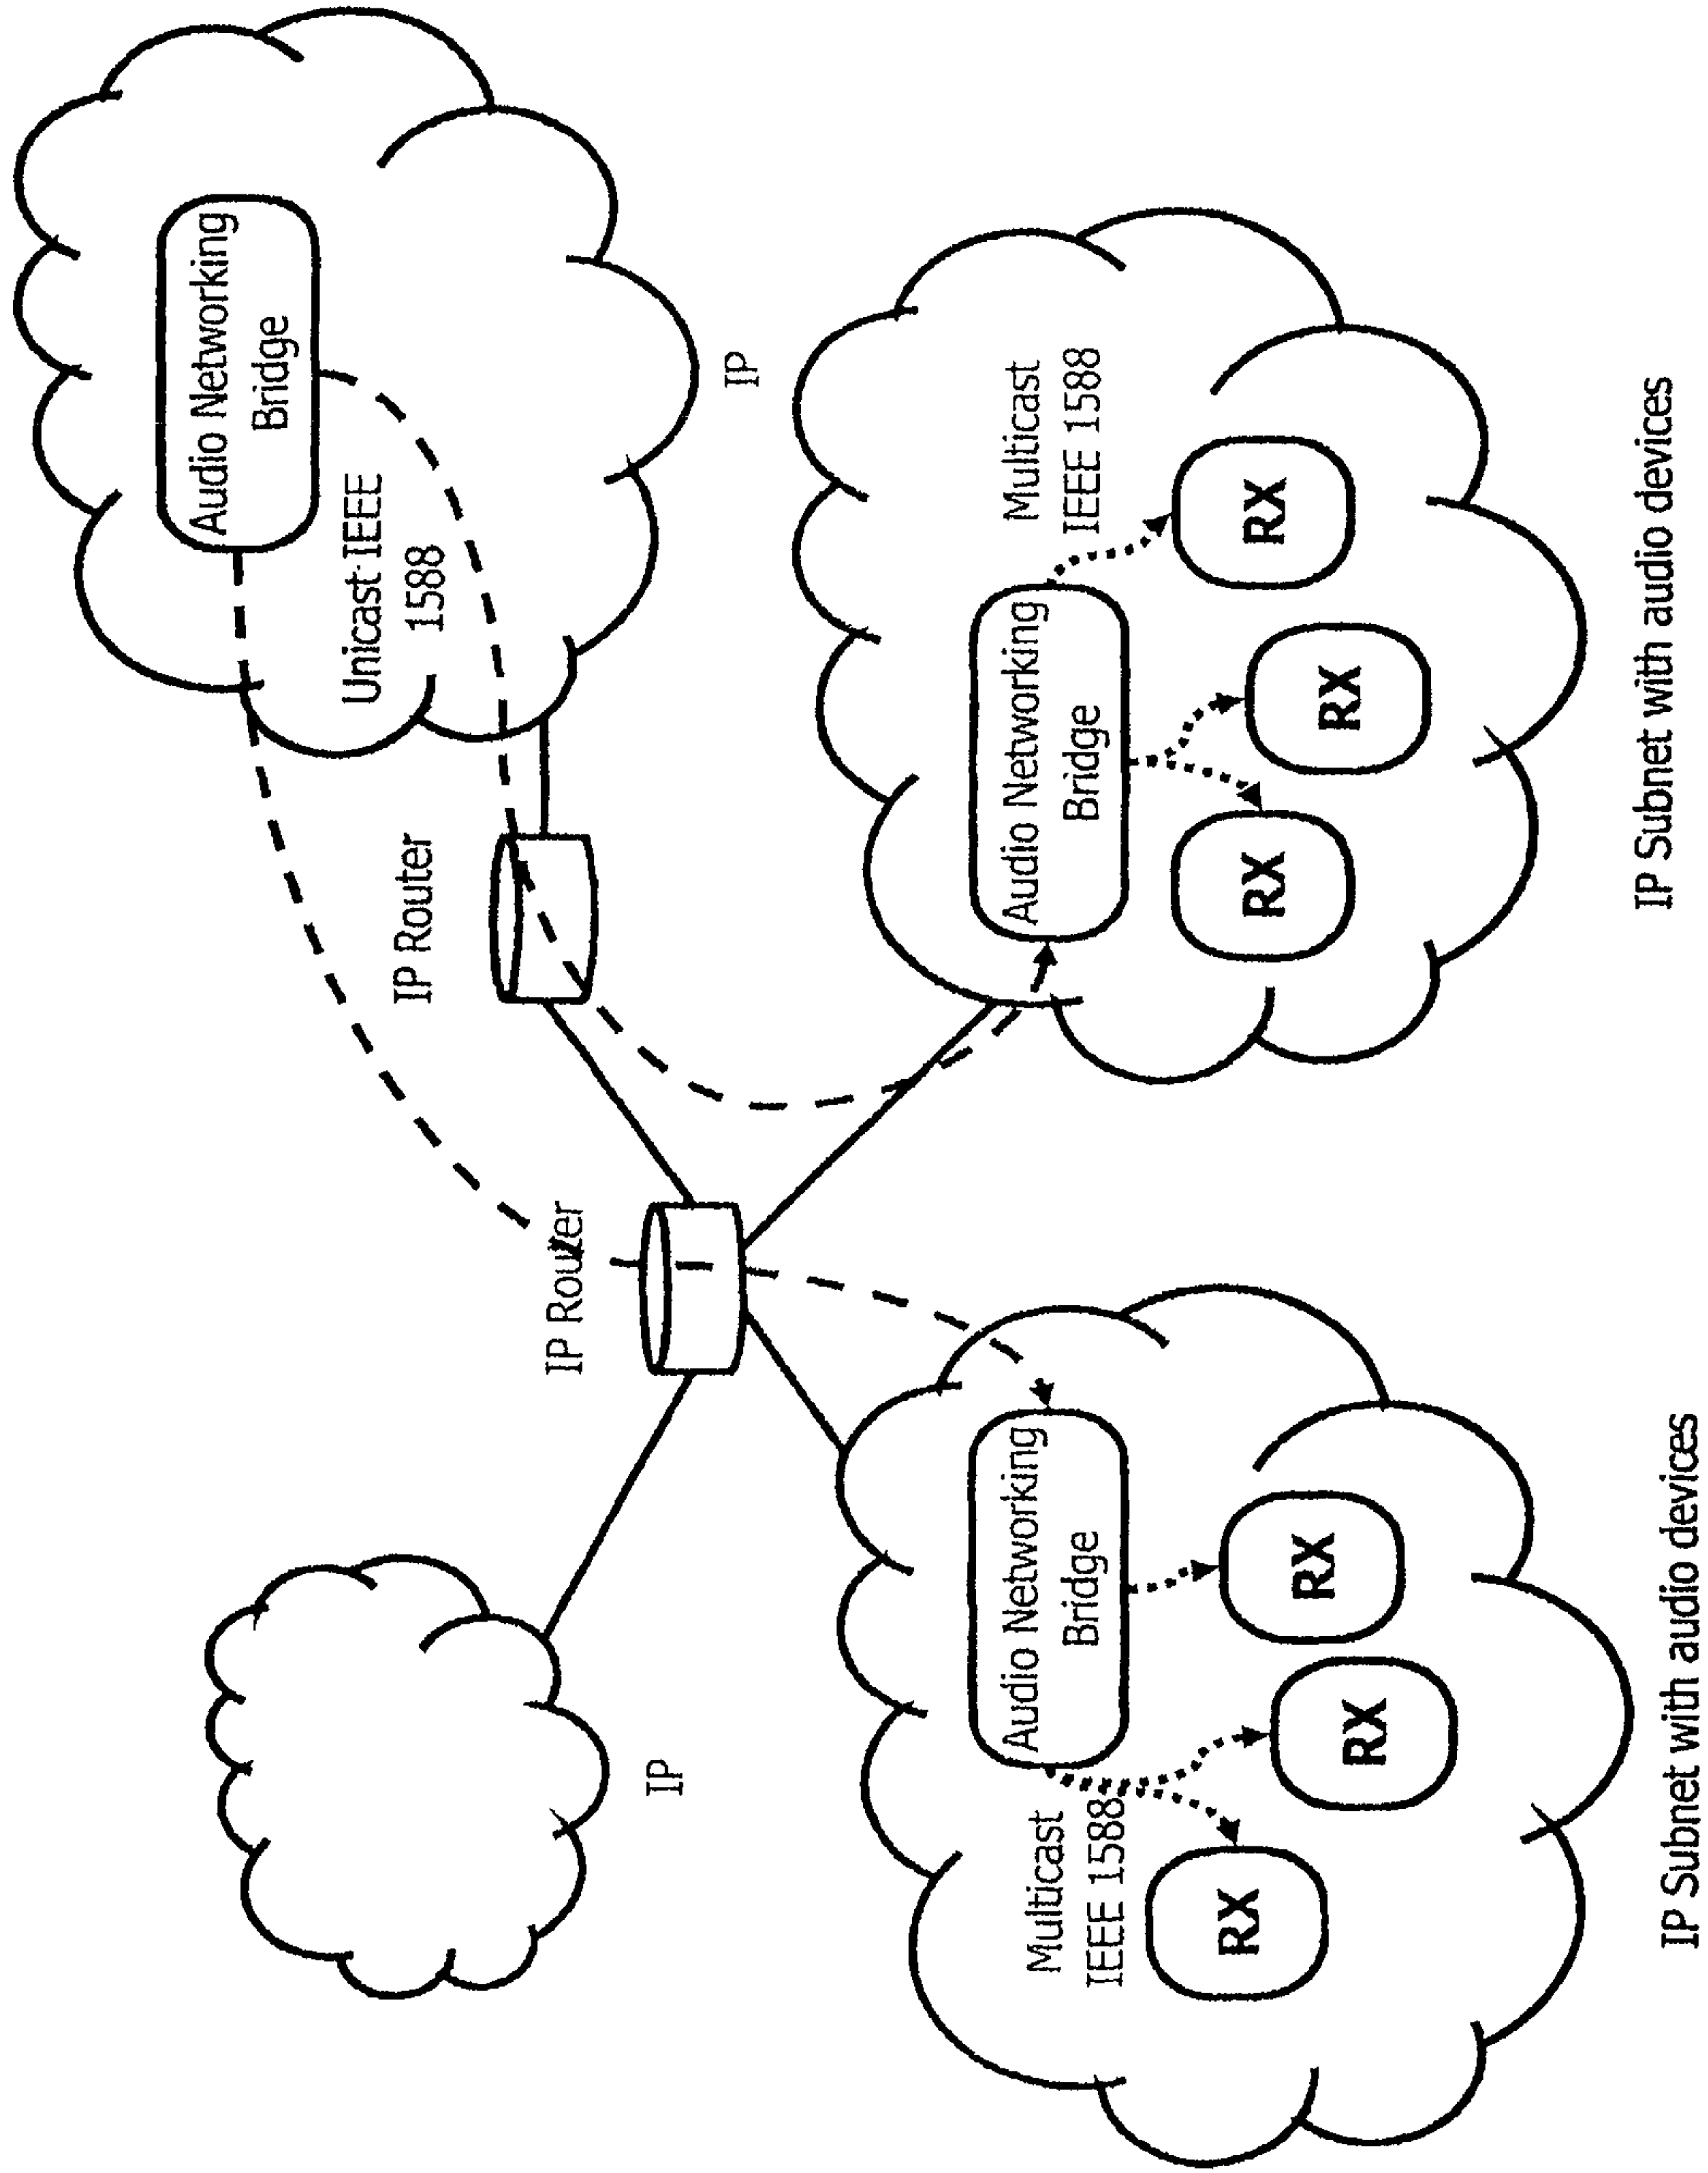 Audio Networking
Bridge
Unicast IEEE
1588
IP Router
IP Router
IP
IP
Audio Networking
Bridge
Multicast
IEEE 1588
RX
RX
RX
IP Subnet with audio devices
Audio Networking
Bridge
Multicast
IEEE 1588
RX
RX
RX
IP Subnet with audio devices